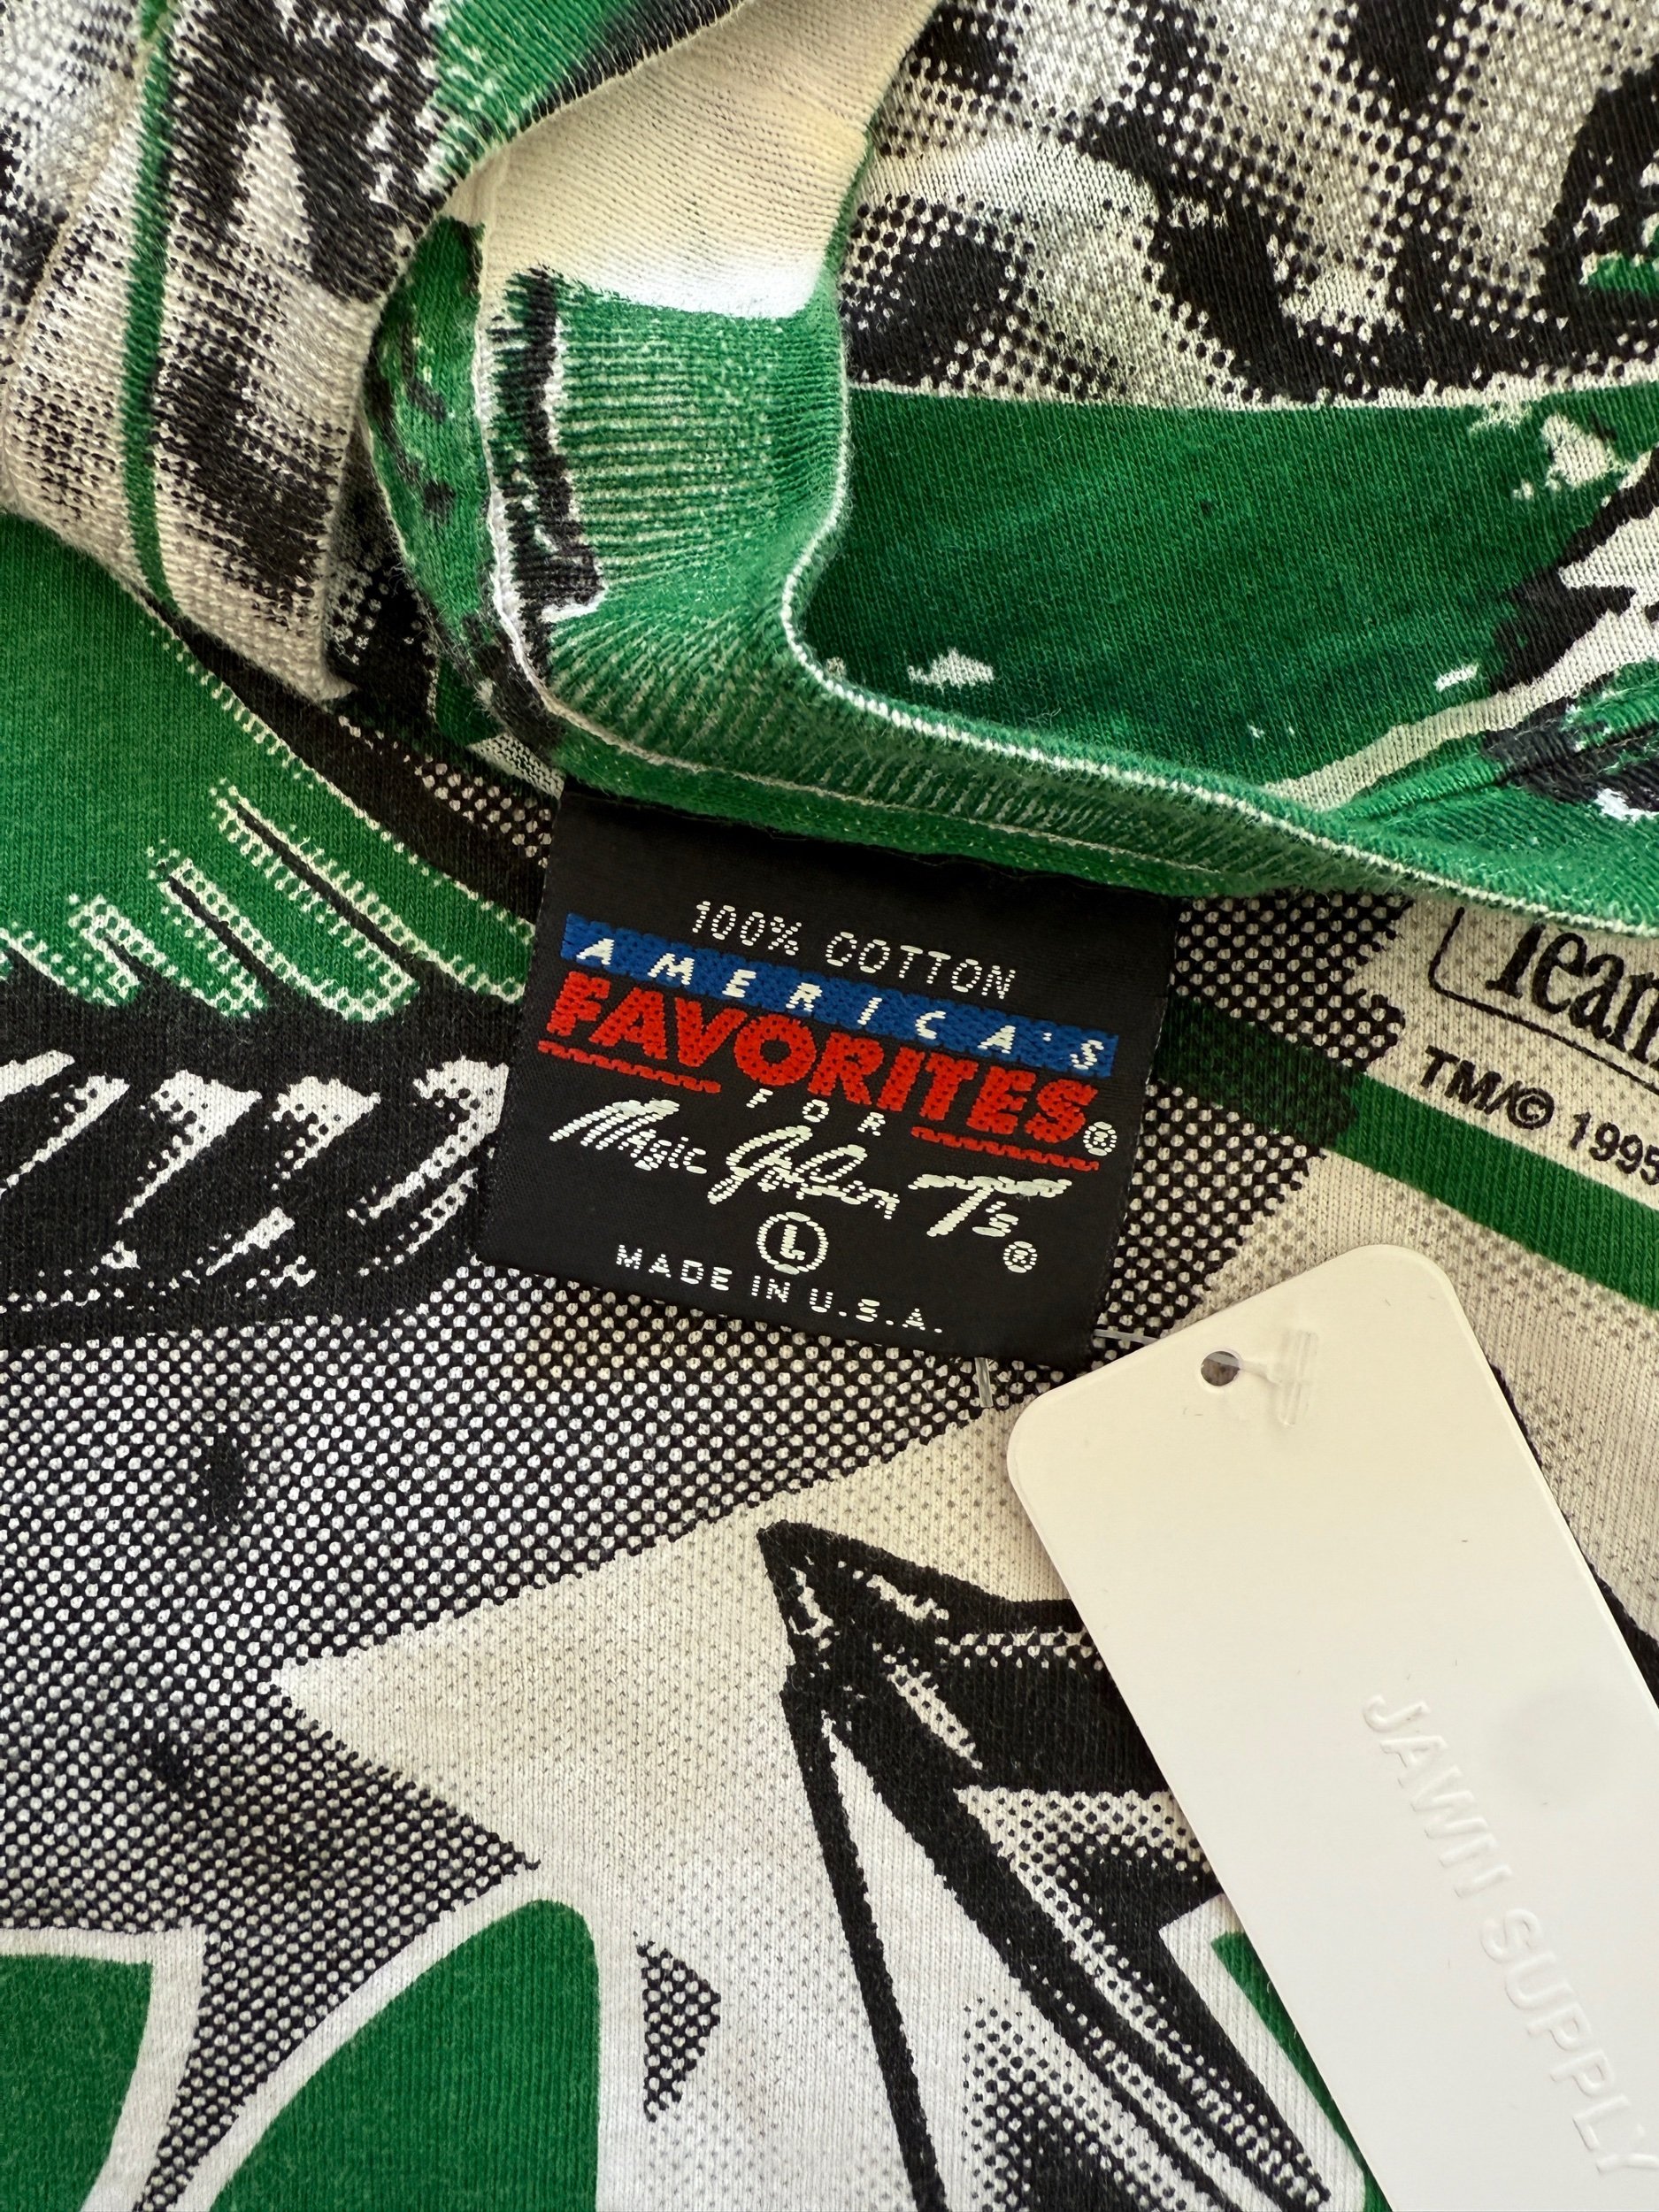 100% COTTON
AMERICA'S
FAVORITES®
FOR
Magic Johnson T's®
L
MADE IN U.S.A.
TM/© 1995
JAWN SUPPLY